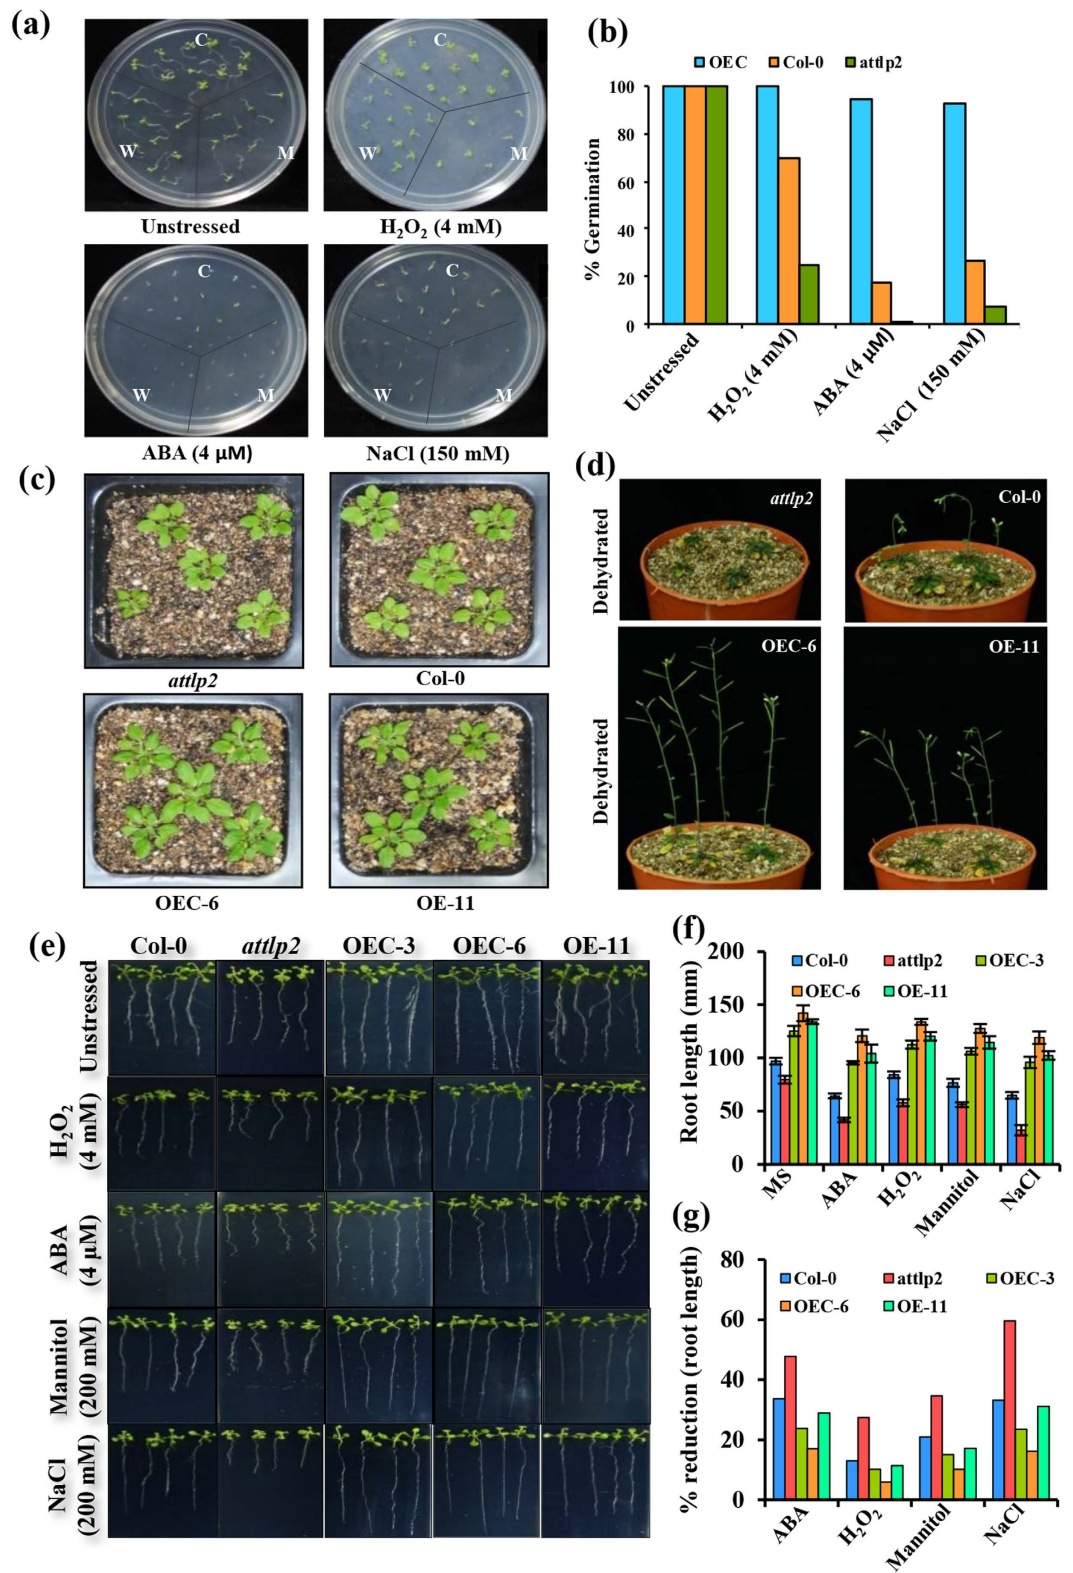 (a)
C
W
M
Unstressed
C
W
M
H₂O₂ (4 mM)
C
W
M
ABA (4 µM)
C
W
M
NaCl (150 mM)
(b)
OEC Col-0 attlp2
% Germination
100
80
60
40
20
0
Unstressed
H₂O₂ (4 mM)
ABA (4 µM)
NaCl (150 mM)
(c)
attlp2
Col-0
OEC-6
OE-11
(d)
Dehydrated
attlp2
Col-0
Dehydrated
OEC-6
OE-11
(e)
Col-0 attlp2 OEC-3 OEC-6 OE-11
Unstressed
H₂O₂
(4 mM)
ABA
(4 µM)
Mannitol
(200 mM)
NaCl
(200 mM)
(f)
Root length (mm)
200
150
100
50
0
Col-0 attlp2 OEC-3
OEC-6 OE-11
MS
ABA
H₂O₂
Mannitol
NaCl
(g)
% reduction (root length)
80
60
40
20
0
Col-0 attlp2 OEC-3
OEC-6 OE-11
ABA
H₂O₂
Mannitol
NaCl